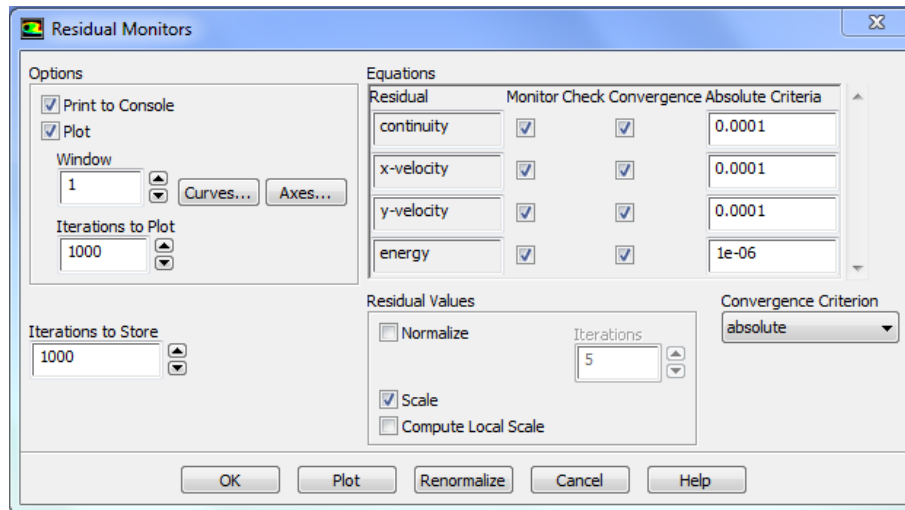 Residual Monitors
Options
Print to Console
Plot
Window
1
Curves... Axes...
Iterations to Plot
1000
Iterations to Store
1000
Equations
Residual Monitor Check Convergence Absolute Criteria
continuity 0.0001
x-velocity 0.0001
y-velocity 0.0001
energy 1e-06
Residual Values
Normalize
Iterations
5
Scale
Compute Local Scale
Convergence Criterion
absolute
OK Plot Renormalize Cancel Help